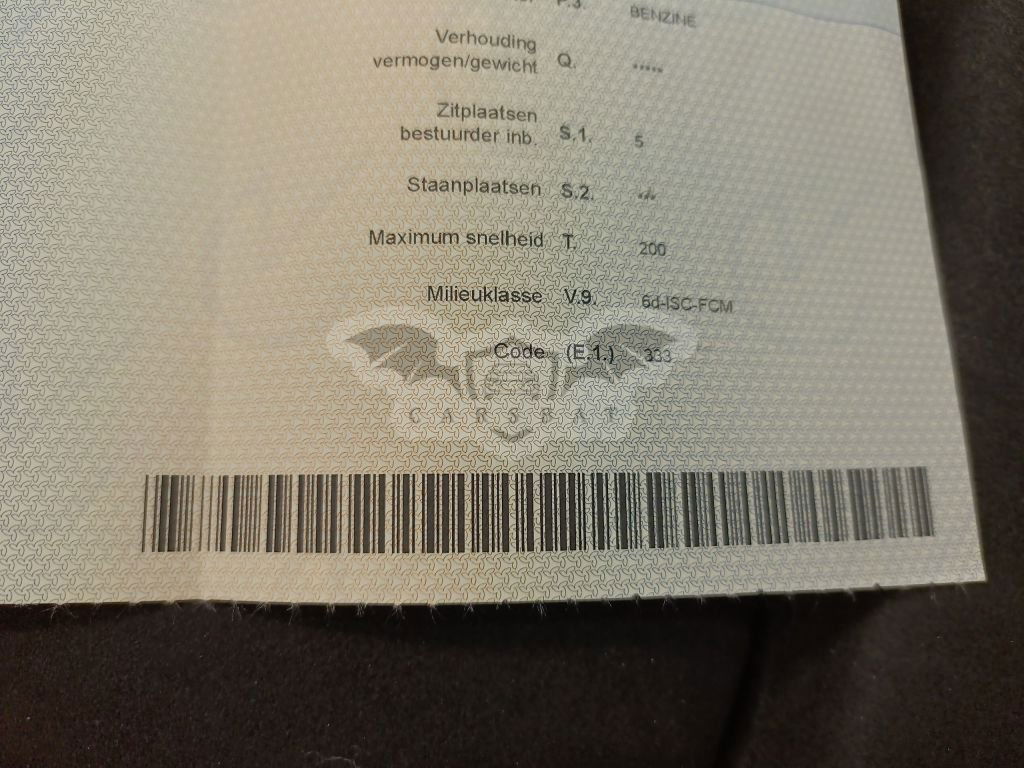 P.3. BENZINE
Verhouding
vermogen/gewicht Q. *****
Zitplaatsen
bestuurder inb. S.1. 5
Staanplaatsen S.2. -/-
Maximum snelheid T. 200
Milieuklasse V.9. 6d-ISC-FCM
Code (E.1.) 333
CARSBAT